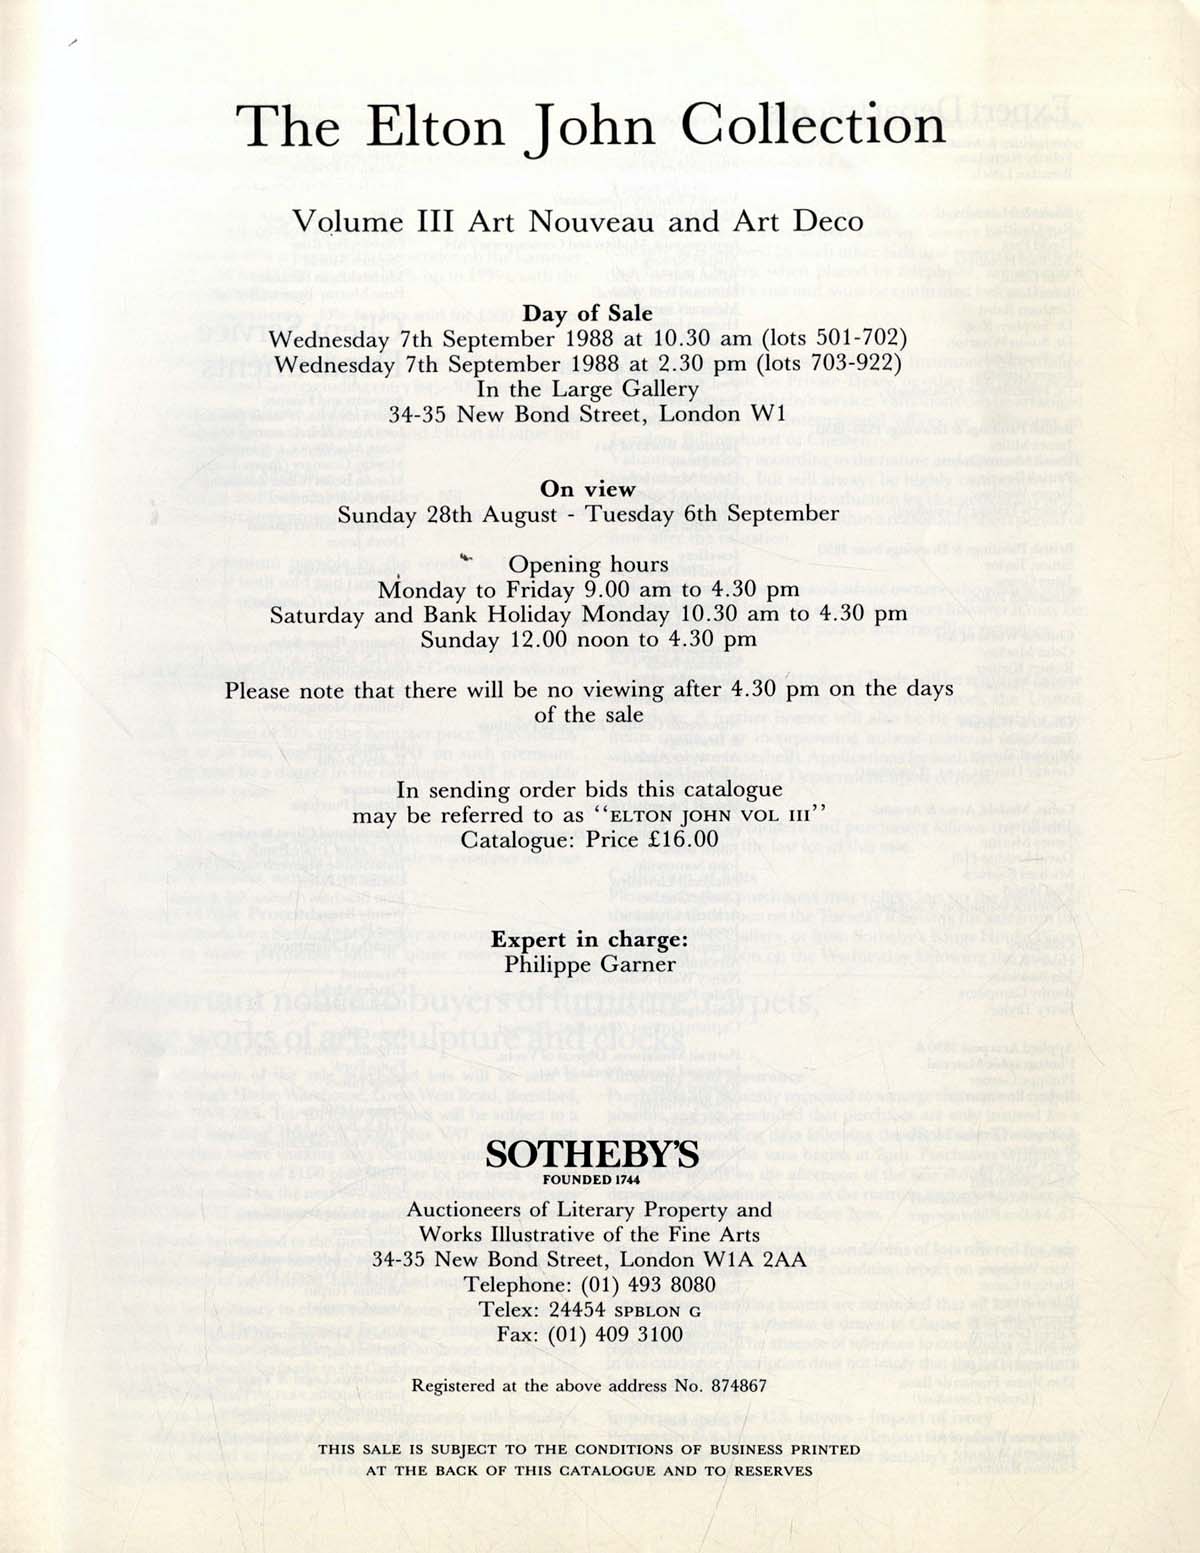 The Elton John Collection
Volume III Art Nouveau and Art Deco
Day of Sale
Wednesday 7th September 1988 at 10.30 am (lots 501-702)
Wednesday 7th September 1988 at 2.30 pm (lots 703-922)
In the Large Gallery
34-35 New Bond Street, London W1
On view
Sunday 28th August - Tuesday 6th September
Opening hours
Monday to Friday 9.00 am to 4.30 pm
Saturday and Bank Holiday Monday 10.30 am to 4.30 pm
Sunday 12.00 noon to 4.30 pm
Please note that there will be no viewing after 4.30 pm on the days
of the sale
In sending order bids this catalogue
may be referred to as “ELTON JOHN VOL III”
Catalogue: Price £16.00
Expert in charge:
Philippe Garner
SOTHEBY'S
FOUNDED 1744
Auctioneers of Literary Property and
Works Illustrative of the Fine Arts
34-35 New Bond Street, London W1A 2AA
Telephone: (01) 493 8080
Telex: 24454 SPBLON G
Fax: (01) 409 3100
Registered at the above address No. 874867
THIS SALE IS SUBJECT TO THE CONDITIONS OF BUSINESS PRINTED
AT THE BACK OF THIS CATALOGUE AND TO RESERVES